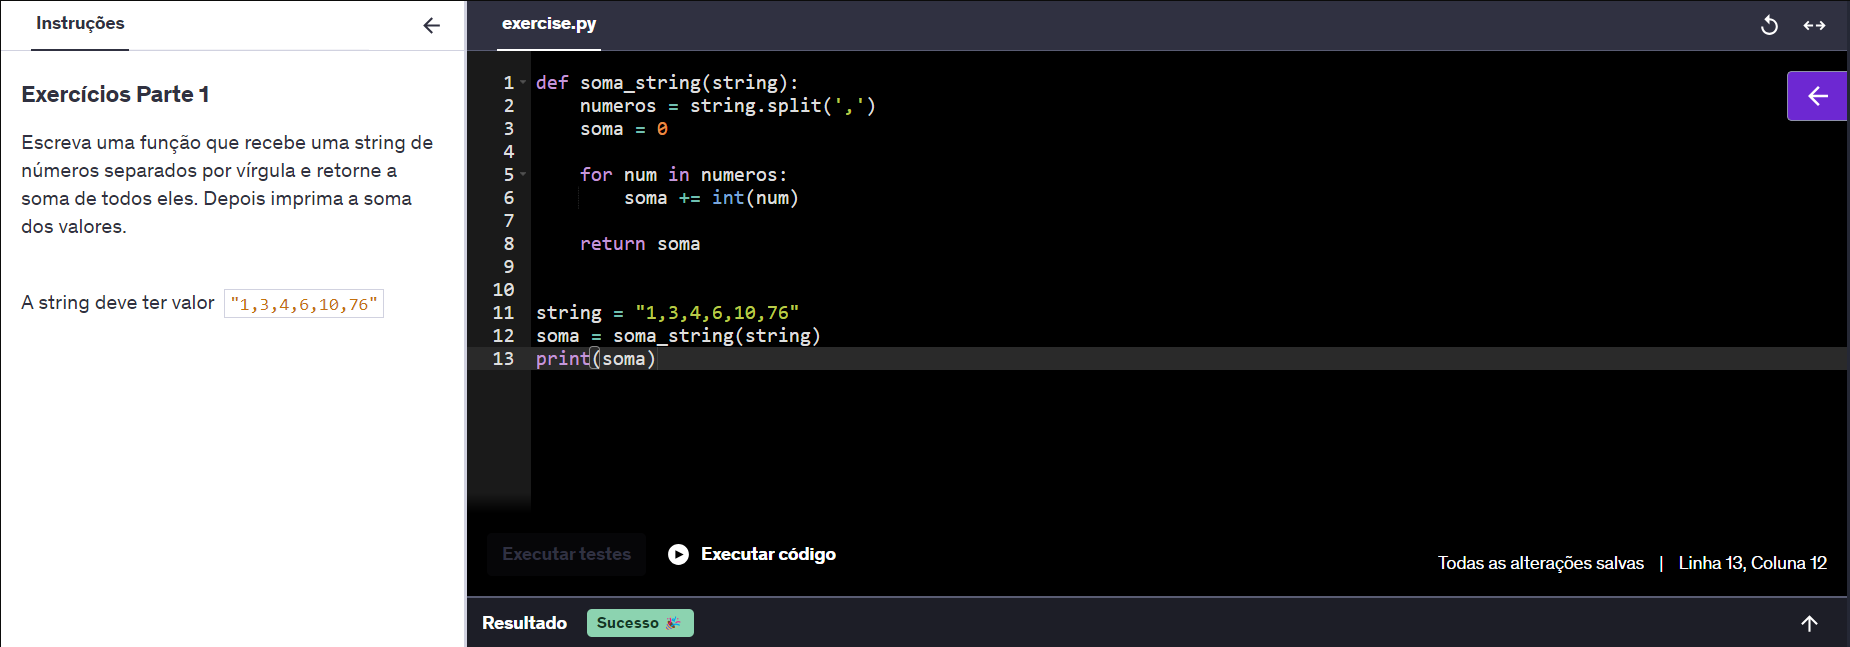 Instruções
Exercícios Parte 1
Escreva uma função que recebe uma string de
números separados por vírgula e retorne a
soma de todos eles. Depois imprima a soma
dos valores.
A string deve ter valor "1,3,4,6,10,76"
exercise.py
1 def soma_string(string):
2     numeros = string.split(',')
3     soma = 0
4
5     for num in numeros:
6         soma += int(num)
7
8     return soma
9
10
11 string = "1,3,4,6,10,76"
12 soma = soma_string(string)
13 print(soma)
Executar testes
Executar código
Todas as alterações salvas | Linha 13, Coluna 12
Resultado
Sucesso 🎉